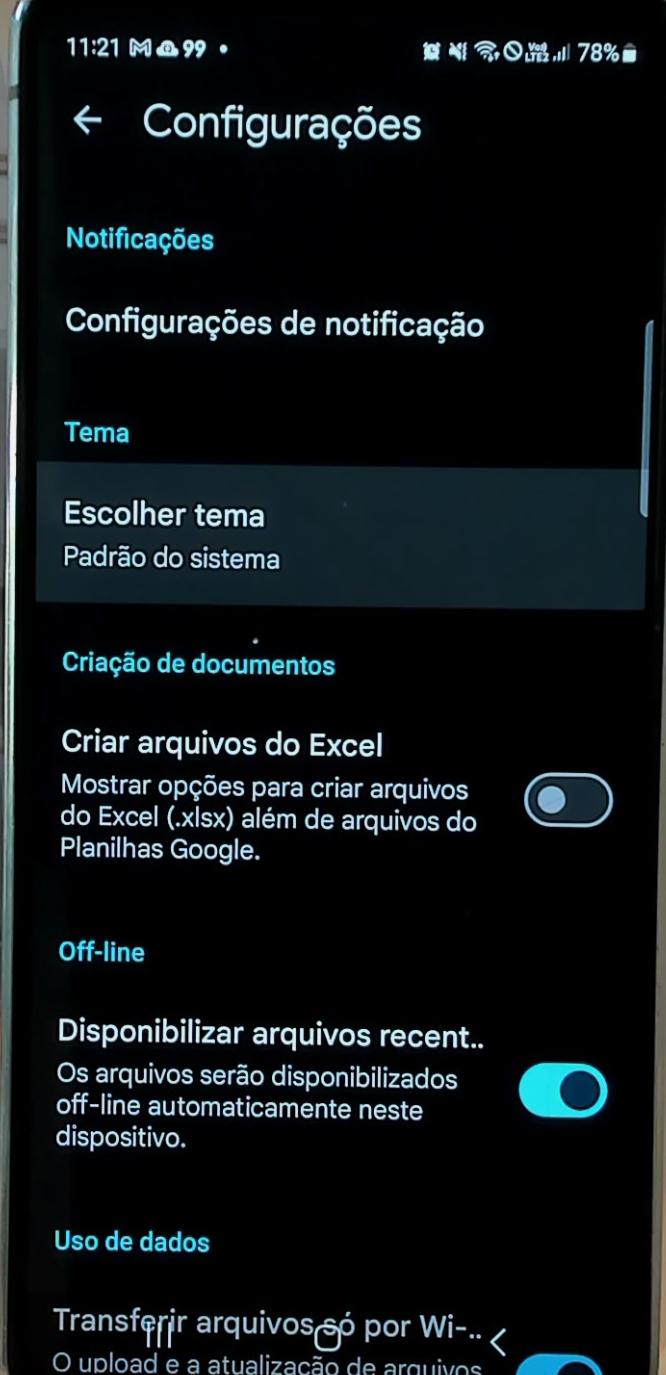 11:21 99
Vo)) LTE2 78%
Configurações
Notificações
Configurações de notificação
Tema
Escolher tema
Padrão do sistema
Criação de documentos
Criar arquivos do Excel
Mostrar opções para criar arquivos
do Excel (.xlsx) além de arquivos do
Planilhas Google.
Off-line
Disponibilizar arquivos recent..
Os arquivos serão disponibilizados
off-line automaticamente neste
dispositivo.
Uso de dados
Transferir arquivos só por Wi-..
O upload e a atualização de arquivos